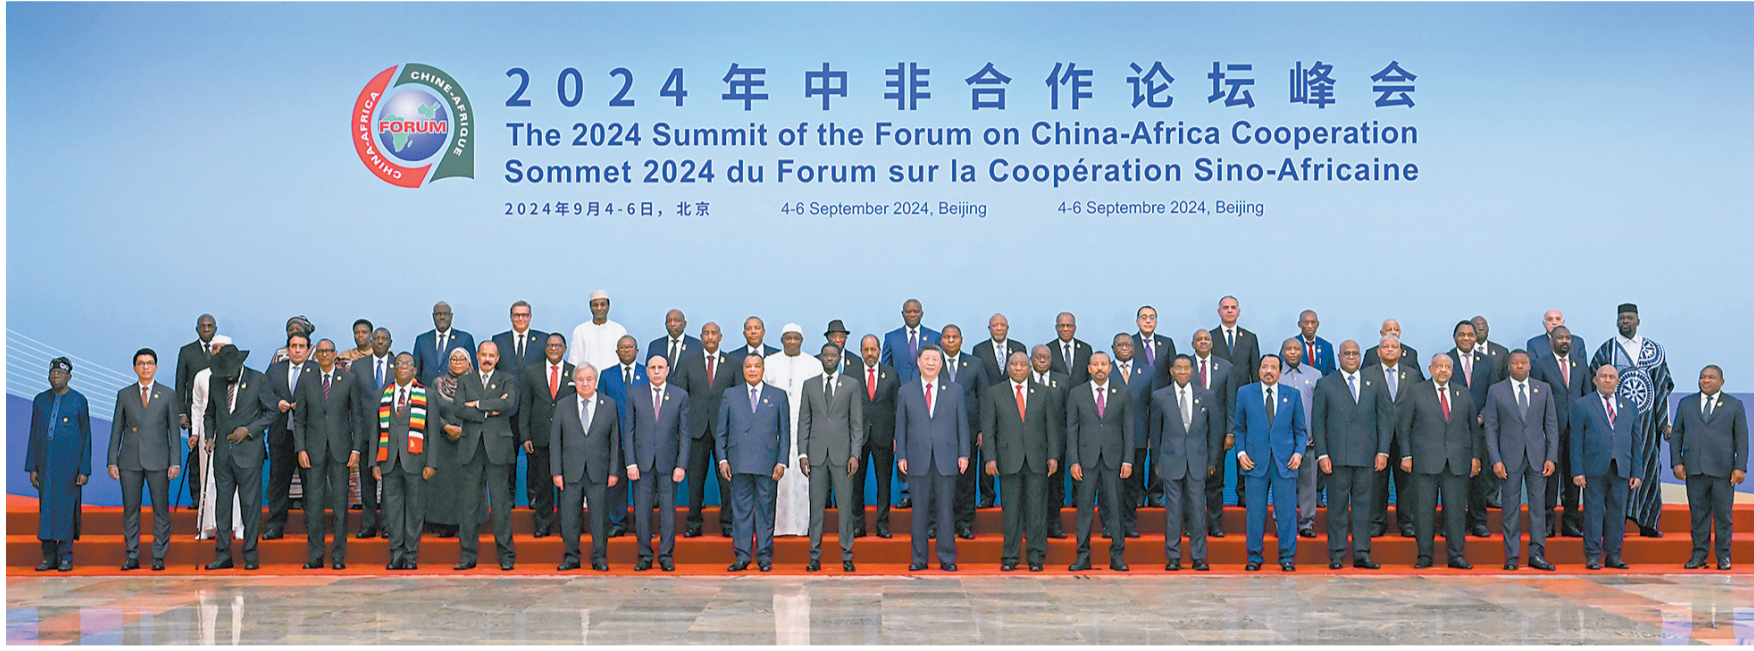 CHINE-AFRIQUE
CHINA-AFRICA
FORUM
2024年中非合作论坛峰会
The 2024 Summit of the Forum on China-Africa Cooperation
Sommet 2024 du Forum sur la Coopération Sino-Africaine
2024年9月4-6日，北京 4-6 September 2024, Beijing 4-6 Septembre 2024, Beijing